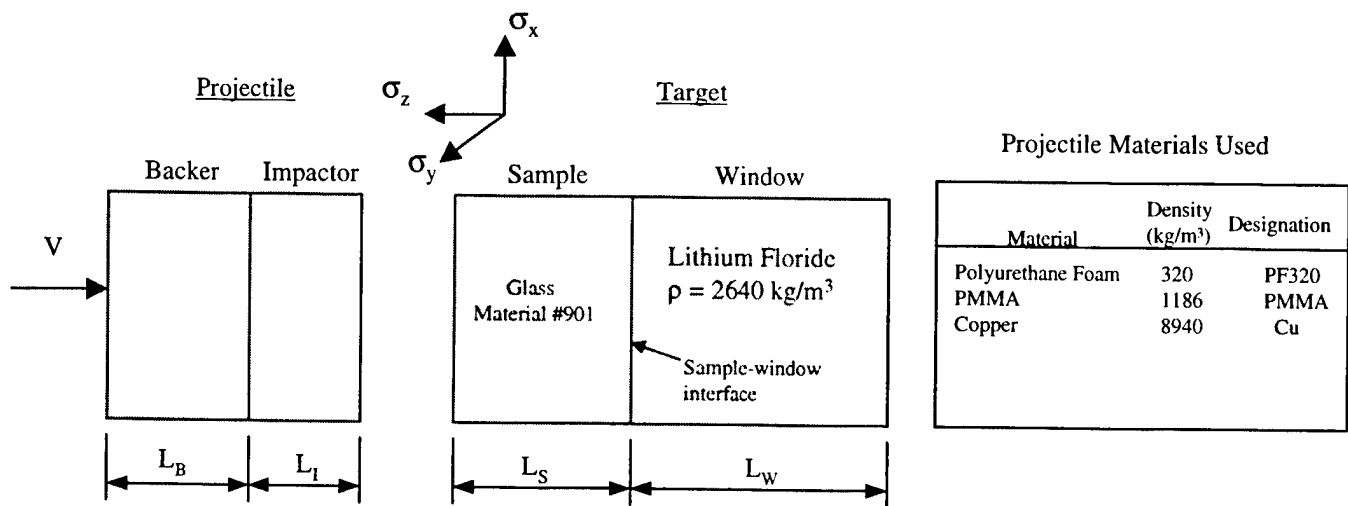 σx
Projectile
σz
Target
σy
Projectile Materials Used
Backer
Impactor
Sample
Window
Material
Density
(kg/m³)
Designation
V
Lithium Floride
ρ = 2640 kg/m³
Glass
Material #901
Polyurethane Foam 320 PF320
PMMA 1186 PMMA
Copper 8940 Cu
Sample-window
interface
LB
LI
LS
LW